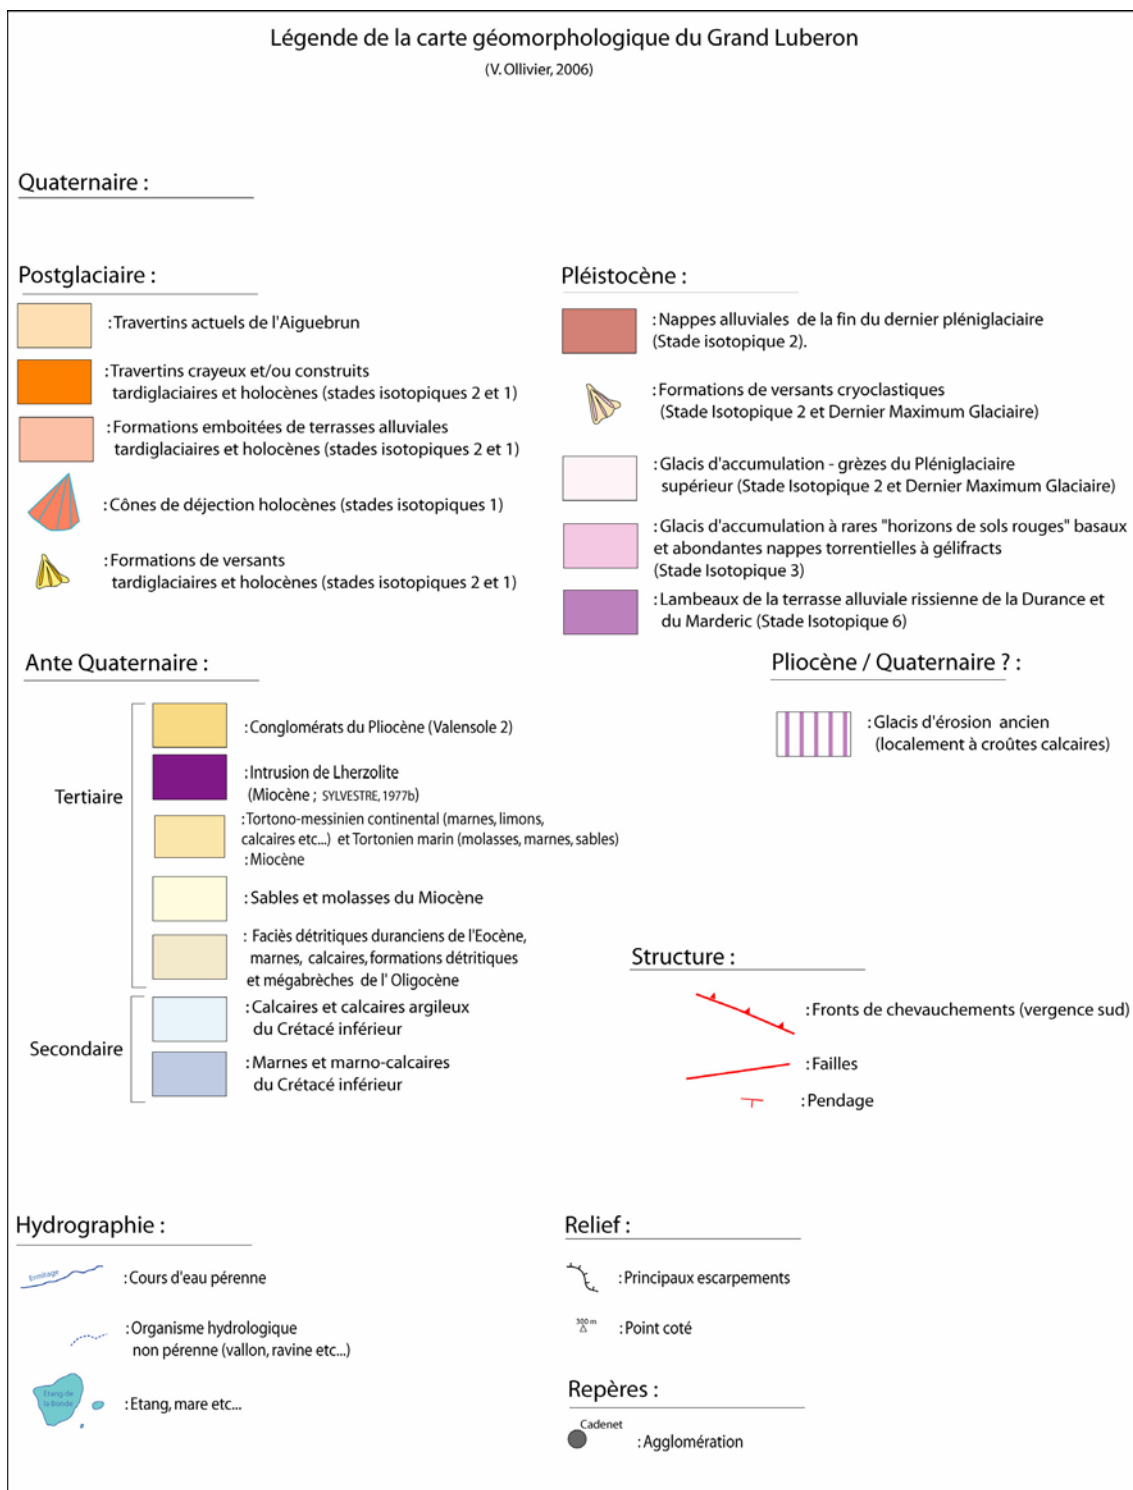 Légende de la carte géomorphologique du Grand Luberon
(V. Ollivier, 2006)
Quaternaire :
Postglaciaire :
: Travertins actuels de l'Aiguebrun
: Travertins crayeux et/ou construits
tardiglaciaires et holocènes (stades isotopiques 2 et 1)
: Formations emboitées de terrasses alluviales
tardiglaciaires et holocènes (stades isotopiques 2 et 1)
: Cônes de déjection holocènes (stades isotopiques 1)
: Formations de versants
tardiglaciaires et holocènes (stades isotopiques 2 et 1)
Pléistocène :
: Nappes alluviales de la fin du dernier pléniglaciaire
(Stade isotopique 2).
: Formations de versants cryoclastiques
(Stade Isotopique 2 et Dernier Maximum Glaciaire)
: Glacis d'accumulation - grèzes du Pléniglaciaire
supérieur (Stade Isotopique 2 et Dernier Maximum Glaciaire)
: Glacis d'accumulation à rares "horizons de sols rouges" basaux
et abondantes nappes torrentielles à gélifracts
(Stade Isotopique 3)
: Lambeaux de la terrasse alluviale rissienne de la Durance et
du Marderic (Stade Isotopique 6)
Ante Quaternaire :
Tertiaire
: Conglomérats du Pliocène (Valensole 2)
: Intrusion de Lherzolite
(Miocène ; SYLVESTRE, 1977b)
: Tortono-messinien continental (marnes, limons,
calcaires etc...) et Tortonien marin (molasses, marnes, sables)
: Miocène
: Sables et molasses du Miocène
: Faciès détritiques duranciens de l'Eocène,
marnes, calcaires, formations détritiques
et mégabrèches de l' Oligocène
Secondaire
: Calcaires et calcaires argileux
du Crétacé inférieur
: Marnes et marno-calcaires
du Crétacé inférieur
Pliocène / Quaternaire ? :
: Glacis d'érosion ancien
(localement à croûtes calcaires)
Structure :
: Fronts de chevauchements (vergence sud)
: Failles
: Pendage
Hydrographie :
Ermitage
: Cours d'eau pérenne
: Organisme hydrologique
non pérenne (vallon, ravine etc...)
Etang de
la Bonde
: Etang, mare etc...
Relief :
: Principaux escarpements
300 m
: Point coté
Repères :
Cadenet
: Agglomération